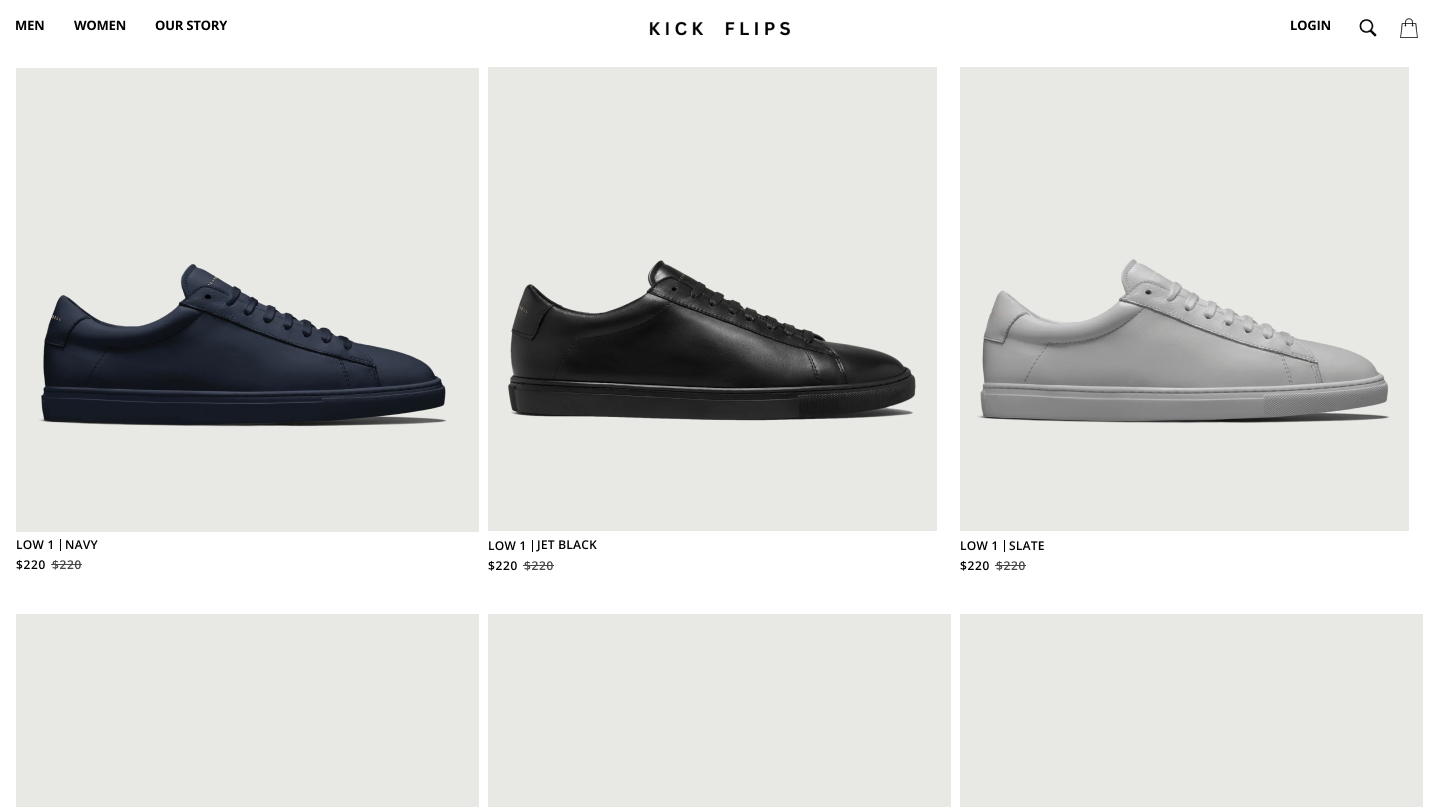 MEN WOMEN OUR STORY KICK FLIPS LOGIN
LOW 1 | NAVY
$220 $220
LOW 1 | JET BLACK
$220 $220
LOW 1 | SLATE
$220 $220